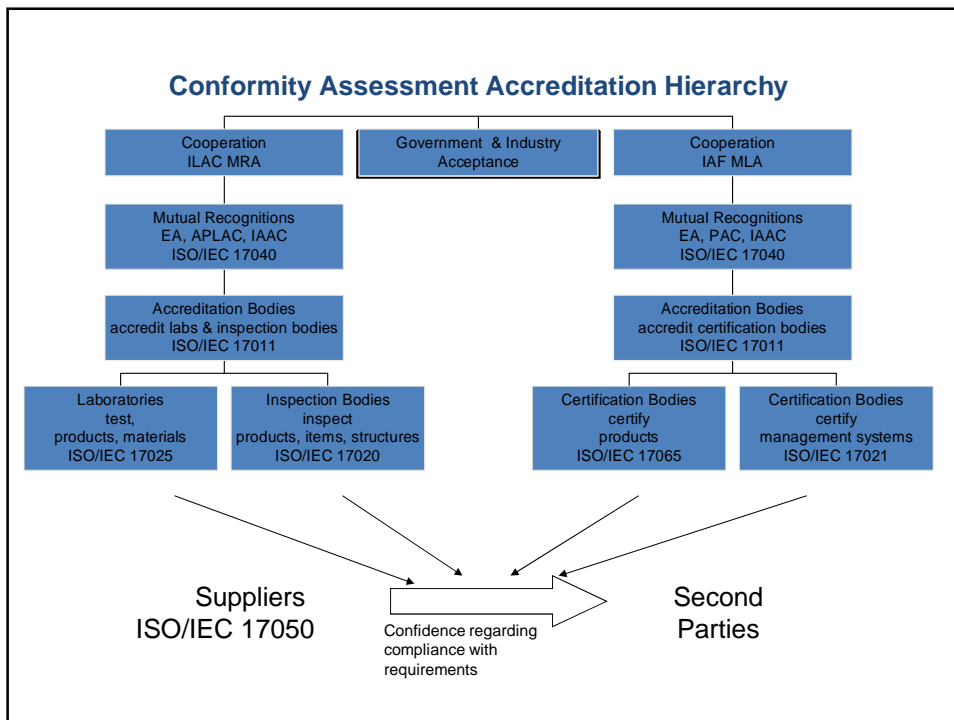 Conformity Assessment Accreditation Hierarchy
Cooperation
ILAC MRA
Government & Industry
Acceptance
Cooperation
IAF MLA
Mutual Recognitions
EA, APLAC, IAAC
ISO/IEC 17040
Mutual Recognitions
EA, PAC, IAAC
ISO/IEC 17040
Accreditation Bodies
accredit labs & inspection bodies
ISO/IEC 17011
Accreditation Bodies
accredit certification bodies
ISO/IEC 17011
Laboratories
test,
products, materials
ISO/IEC 17025
Inspection Bodies
inspect
products, items, structures
ISO/IEC 17020
Certification Bodies
certify
products
ISO/IEC 17065
Certification Bodies
certify
management systems
ISO/IEC 17021
Suppliers
ISO/IEC 17050
Confidence regarding
compliance with
requirements
Second
Parties